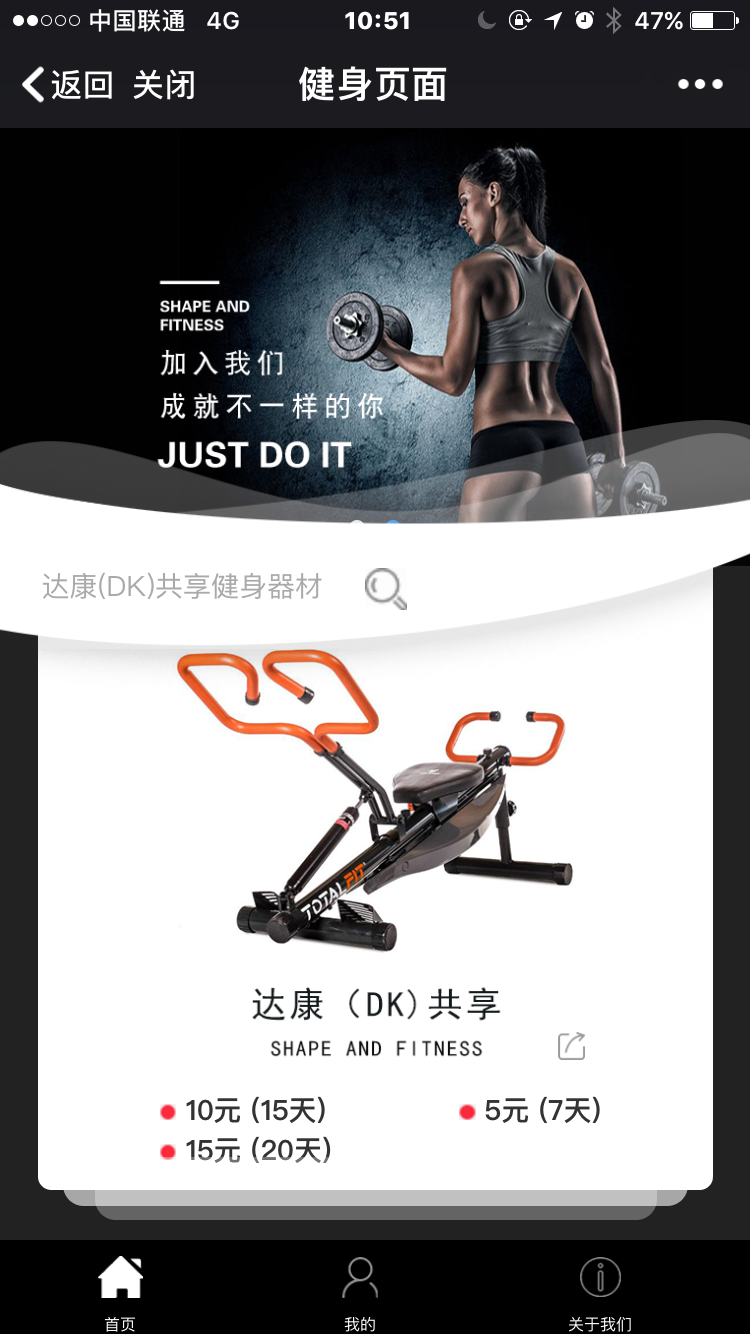 中国联通 4G 10:51 47%
返回 关闭 健身页面
SHAPE AND
FITNESS
加入我们
成就不一样的你
JUST DO IT
达康(DK)共享健身器材
TOTALFIT
达康（DK)共享
SHAPE AND FITNESS
10元 (15天) 5元 (7天)
15元 (20天)
首页 我的 关于我们